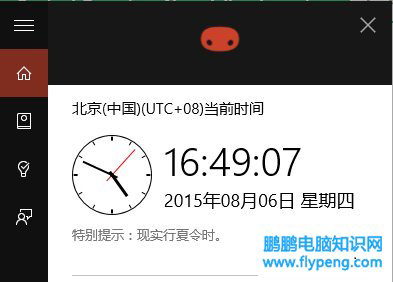 北京(中国)(UTC+08)当前时间
16:49:07
2015年08月06日 星期四
特别提示：现实行夏令时。
鹏鹏电脑知识网
www.flypeng.com